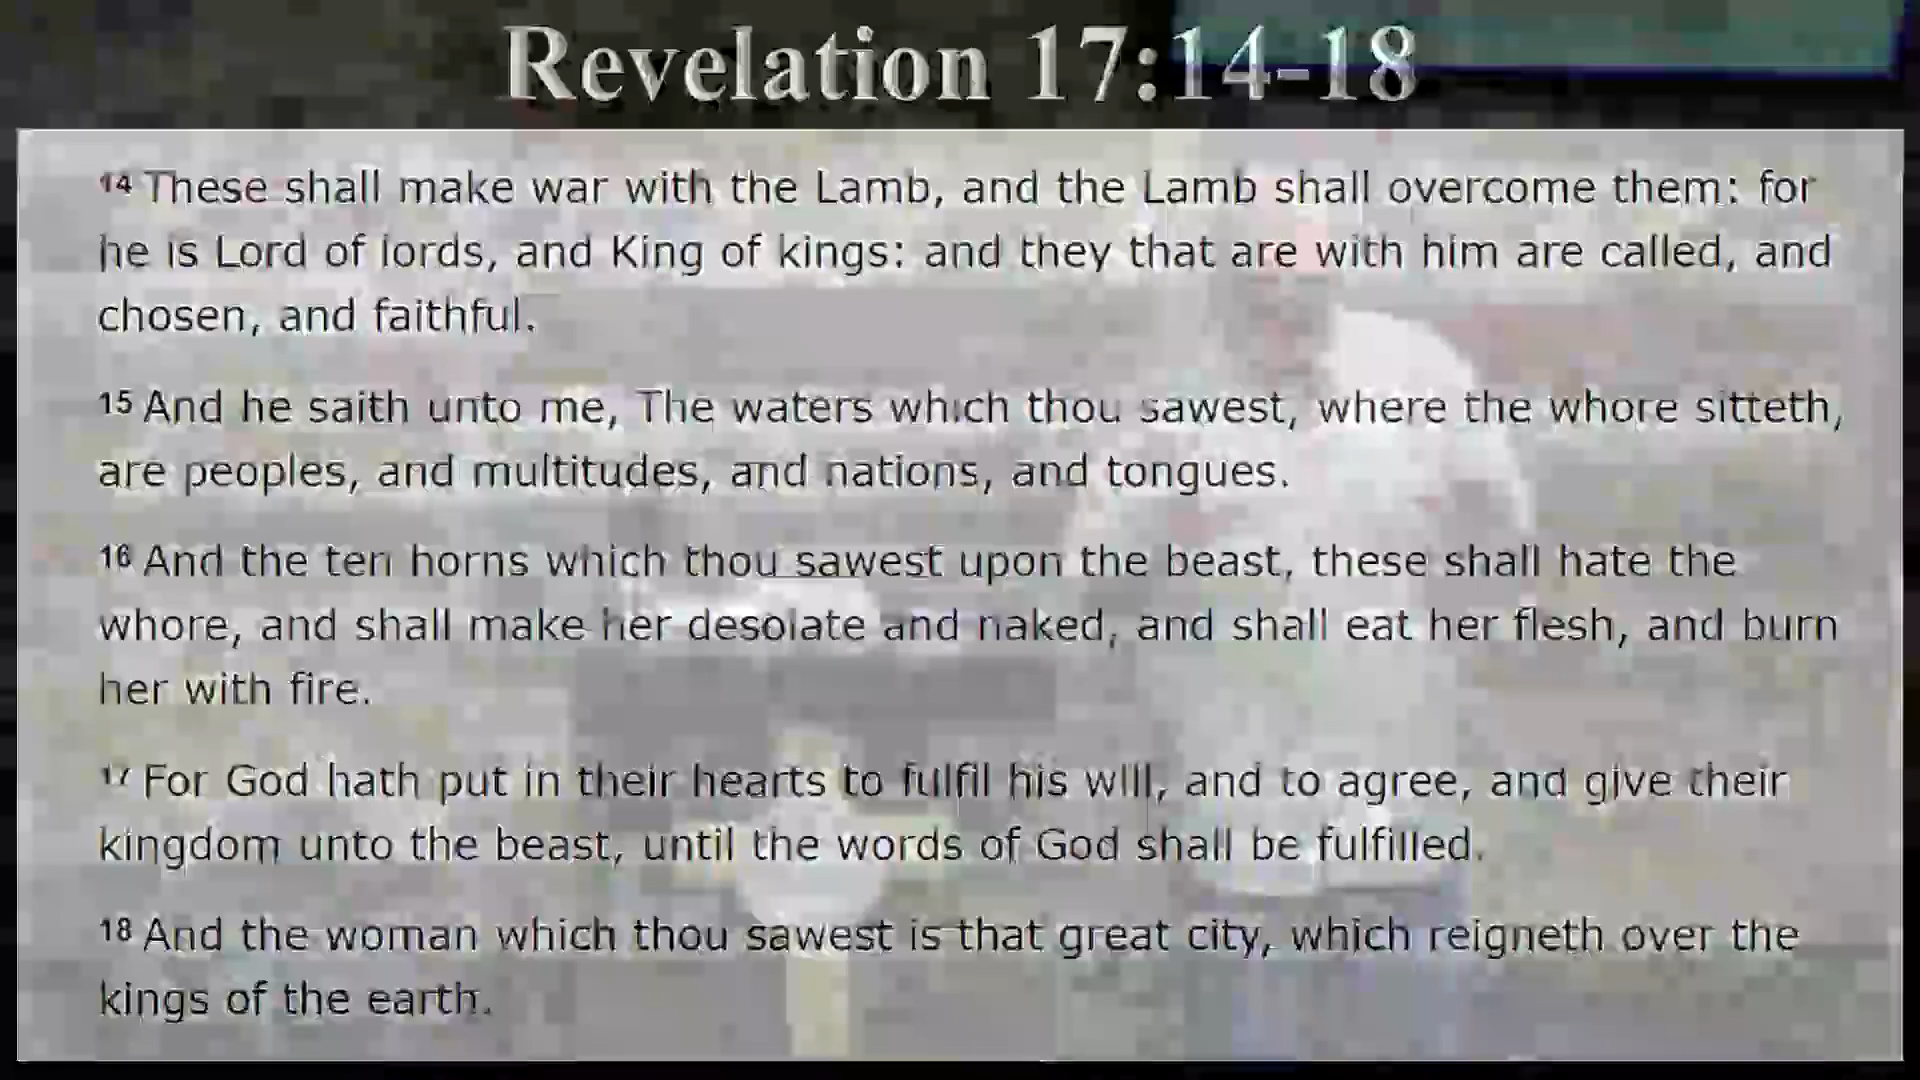 Revelation 17:14-18
14 These shall make war with the Lamb, and the Lamb shall overcome them: for
he is Lord of lords, and King of kings: and they that are with him are called, and
chosen, and faithful.
15 And he saith unto me, The waters which thou sawest, where the whore sitteth,
are peoples, and multitudes, and nations, and tongues.
16 And the ten horns which thou sawest upon the beast, these shall hate the
whore, and shall make her desolate and naked, and shall eat her flesh, and burn
her with fire.
17 For God hath put in their hearts to fulfil his will, and to agree, and give their
kingdom unto the beast, until the words of God shall be fulfilled.
18 And the woman which thou sawest is that great city, which reigneth over the
kings of the earth.